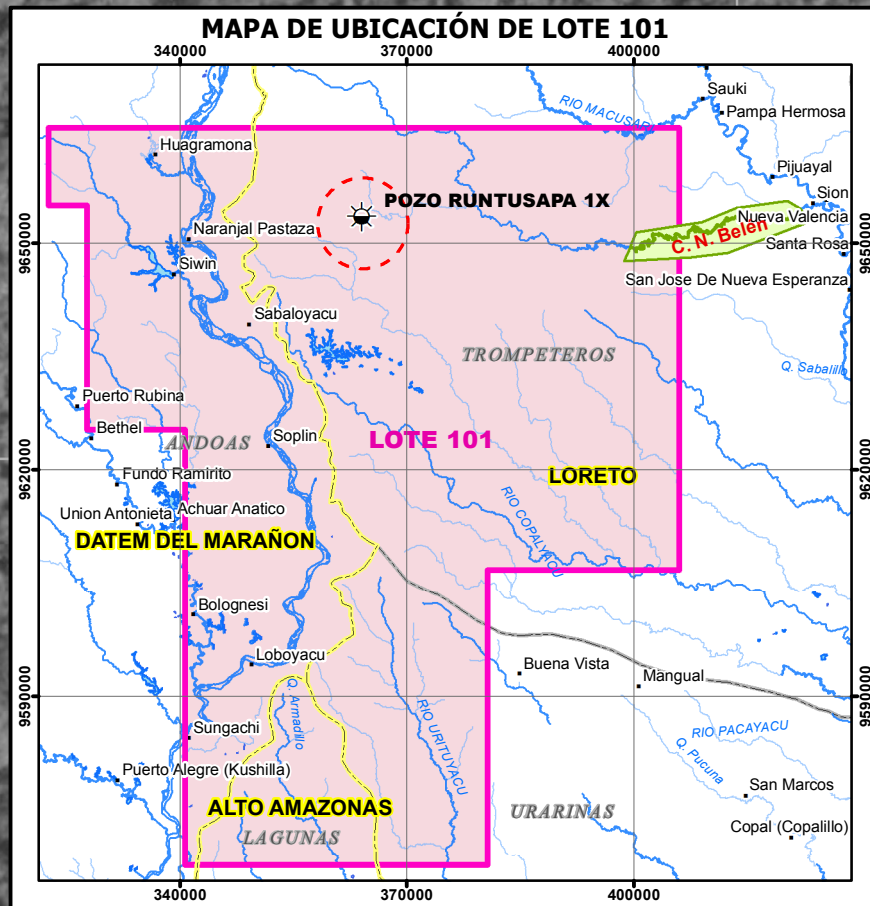 MAPA DE UBICACIÓN DE LOTE 101
340000
370000
400000
Sauki
RIO MACUSARI
Pampa Hermosa
Huagramona
Pijuayal
POZO RUNTUSAPA 1X
Sion
Nueva Valencia
C. N. Belén
9650000
Naranjal Pastaza
Santa Rosa
9650000
Siwin
San Jose De Nueva Esperanza
Sabaloyacu
TROMPETEROS
Q. Sabalillo
Puerto Rubina
Bethel
ANDOAS
Soplin
LOTE 101
9620000
Fundo Ramirito
LORETO
9620000
Union Antonieta
Achuar Anatico
RIO COPALYACU
DATEM DEL MARAÑON
Bolognesi
Loboyacu
Buena Vista
Mangual
9590000
Q. Armadillo
RIO URITUYACU
9590000
Sungachi
RIO PACAYACU
Q. Pucuna
Puerto Alegre (Kushilla)
San Marcos
ALTO AMAZONAS
URARINAS
LAGUNAS
Copal (Copalillo)
340000
370000
400000